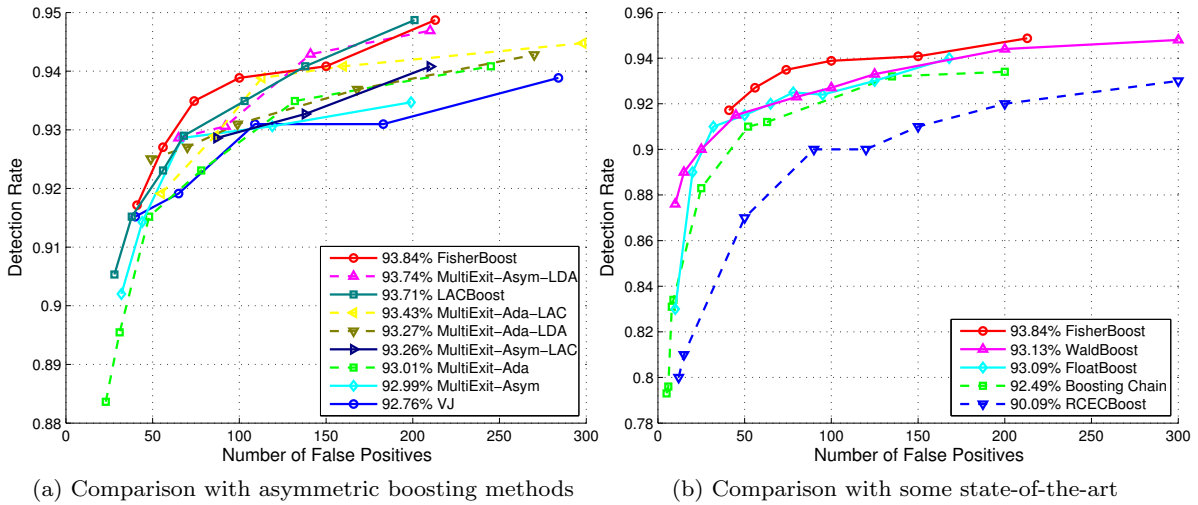 0.95
0.94
0.93
0.92
0.91
0.9
0.89
0.88
0 50 100 150 200 250 300
Detection Rate
Number of False Positives
93.84% FisherBoost
93.74% MultiExit−Asym−LDA
93.71% LACBoost
93.43% MultiExit−Ada−LAC
93.27% MultiExit−Ada−LDA
93.26% MultiExit−Asym−LAC
93.01% MultiExit−Ada
92.99% MultiExit−Asym
92.76% VJ
(a) Comparison with asymmetric boosting methods
0.96
0.94
0.92
0.9
0.88
0.86
0.84
0.82
0.8
0.78
0 50 100 150 200 250 300
Detection Rate
Number of False Positives
93.84% FisherBoost
93.13% WaldBoost
93.09% FloatBoost
92.49% Boosting Chain
90.09% RCECBoost
(b) Comparison with some state-of-the-art